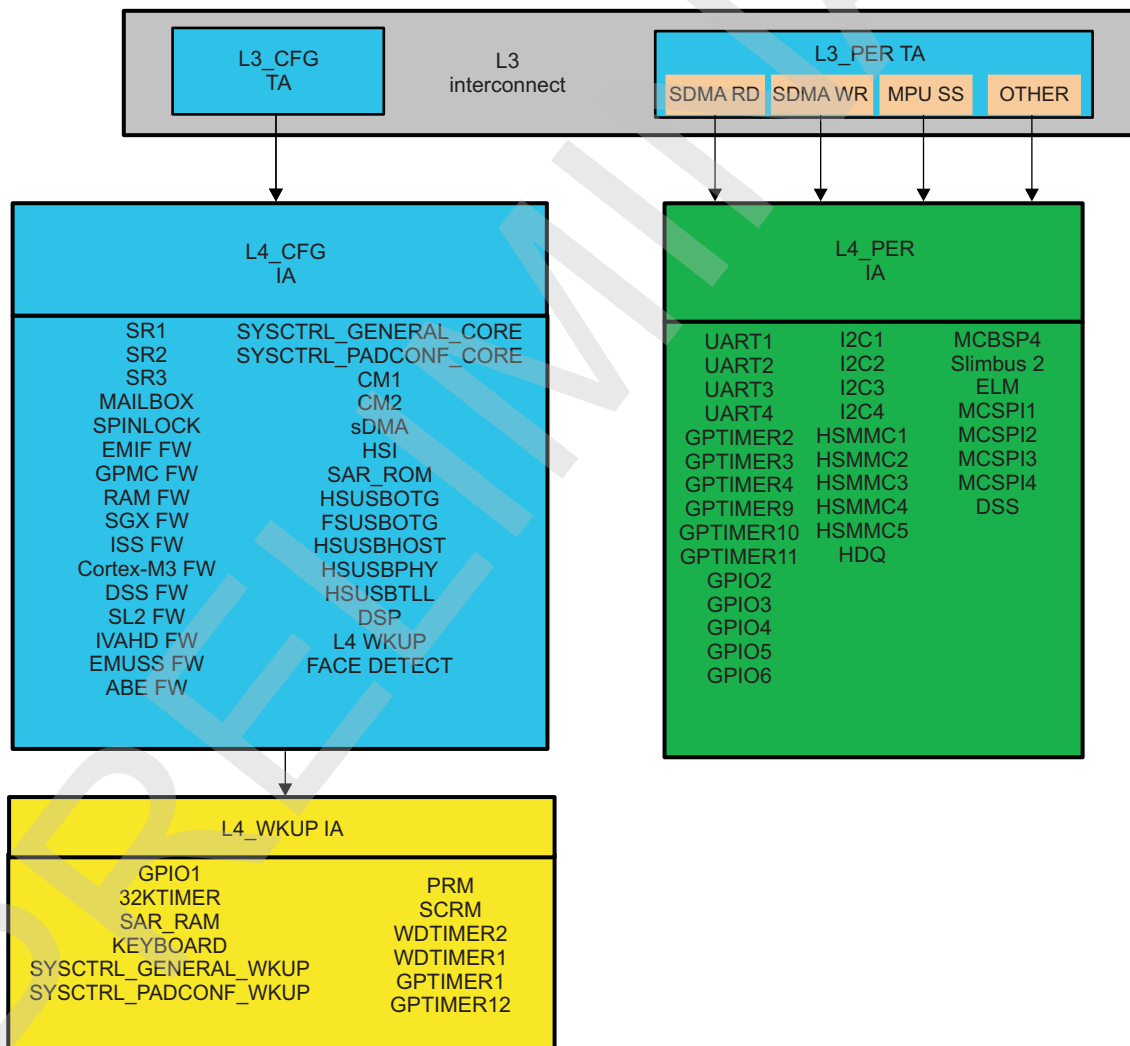 L3_CFG
TA
L3
interconnect
L3_PER TA
SDMA RD
SDMA WR
MPU SS
OTHER
L4_CFG
IA
SR1
SR2
SR3
MAILBOX
SPINLOCK
EMIF FW
GPMC FW
RAM FW
SGX FW
ISS FW
Cortex-M3 FW
DSS FW
SL2 FW
IVAHD FW
EMUSS FW
ABE FW
SYSCTRL_GENERAL_CORE
SYSCTRL_PADCONF_CORE
CM1
CM2
sDMA
HSI
SAR_ROM
HSUSBOTG
FSUSBOTG
HSUSBHOST
HSUSBPHY
HSUSBTLL
DSP
L4 WKUP
FACE DETECT
L4_PER
IA
UART1
UART2
UART3
UART4
GPTIMER2
GPTIMER3
GPTIMER4
GPTIMER9
GPTIMER10
GPTIMER11
GPIO2
GPIO3
GPIO4
GPIO5
GPIO6
I2C1
I2C2
I2C3
I2C4
HSMMC1
HSMMC2
HSMMC3
HSMMC4
HSMMC5
HDQ
MCBSP4
Slimbus 2
ELM
MCSPI1
MCSPI2
MCSPI3
MCSPI4
DSS
L4_WKUP IA
GPIO1
32KTIMER
SAR_RAM
KEYBOARD
SYSCTRL_GENERAL_WKUP
SYSCTRL_PADCONF_WKUP
PRM
SCRM
WDTIMER2
WDTIMER1
GPTIMER1
GPTIMER12